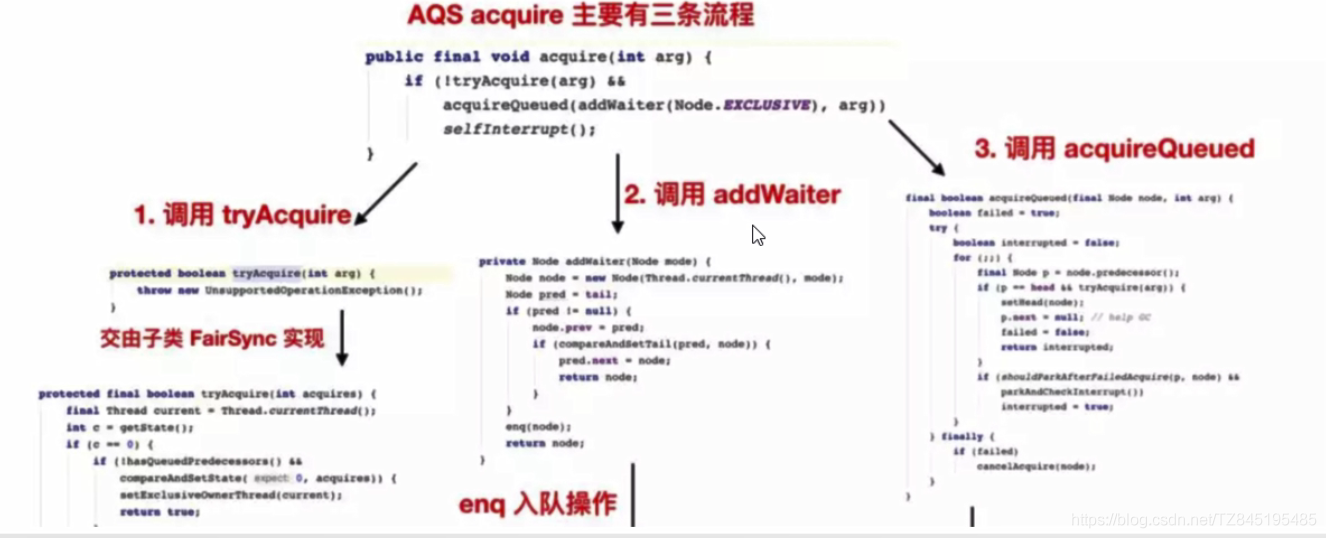 AQS acquire 主要有三条流程
public final void acquire(int arg) {
if (!tryAcquire(arg) &&
acquireQueued(addWaiter(Node.EXCLUSIVE), arg))
selfInterrupt();
}
1. 调用 tryAcquire
protected boolean tryAcquire(int arg) {
throw new UnsupportedOperationException();
}
交由子类 FairSync 实现
protected final boolean tryAcquire(int acquires) {
final Thread current = Thread.currentThread();
int c = getState();
if (c == 0) {
if (!hasQueuedPredecessors() &&
compareAndSetState( expect: 0, acquires)) {
setExclusiveOwnerThread(current);
return true;
2. 调用 addWaiter
private Node addWaiter(Node mode) {
Node node = new Node(Thread.currentThread(), mode);
Node pred = tail;
if (pred != null) {
node.prev = pred;
if (compareAndSetTail(pred, node)) {
pred.next = node;
return node;
}
}
enq(node);
return node;
}
enq 入队操作
3. 调用 acquireQueued
final boolean acquireQueued(final Node node, int arg) {
boolean failed = true;
try {
boolean interrupted = false;
for (;;) {
final Node p = node.predecessor();
if (p == head && tryAcquire(arg)) {
setHead(node);
p.next = null; // help GC
failed = false;
return interrupted;
}
if (shouldParkAfterFailedAcquire(p, node) &&
parkAndCheckInterrupt())
interrupted = true;
}
} finally {
if (failed)
cancelAcquire(node);
}
}
https://blog.csdn.net/TZ845195485